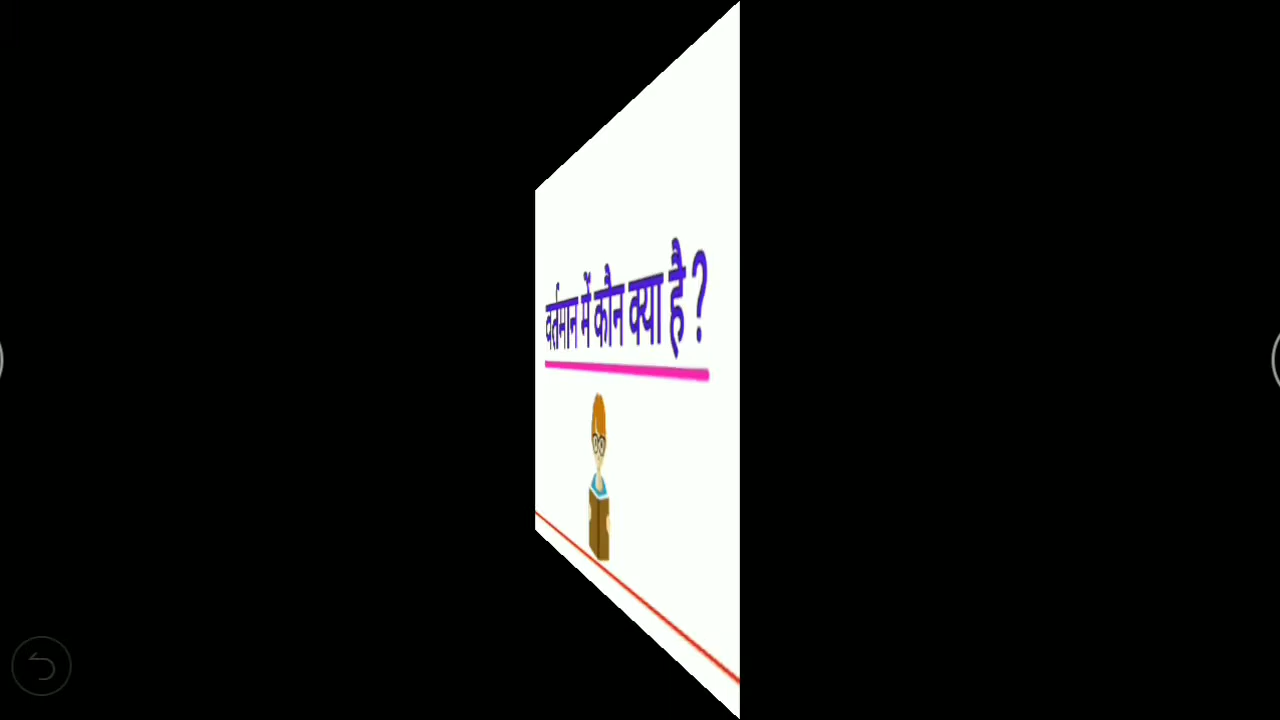 वर्तमान में कौन क्या है ?